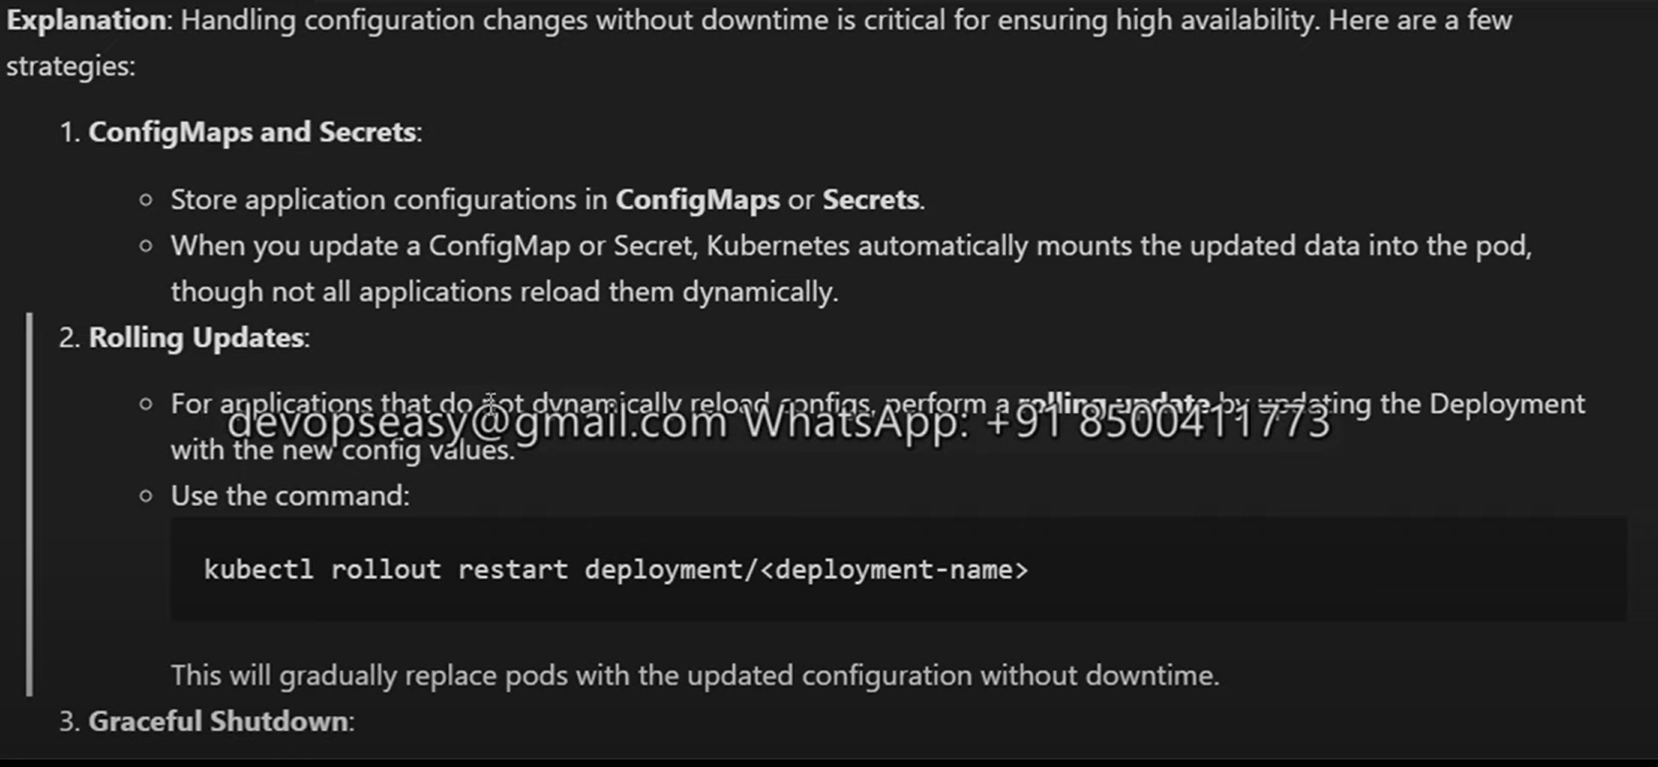 Explanation: Handling configuration changes without downtime is critical for ensuring high availability. Here are a few
strategies:
1. ConfigMaps and Secrets:
○ Store application configurations in ConfigMaps or Secrets.
○ When you update a ConfigMap or Secret, Kubernetes automatically mounts the updated data into the pod,
though not all applications reload them dynamically.
2. Rolling Updates:
○ For applications that do not dynamically reload configs, perform a rolling update by updating the Deployment
devopseasy@gmail.com WhatsApp: +91 8500411773
with the new config values.
○ Use the command:
kubectl rollout restart deployment/<deployment-name>
This will gradually replace pods with the updated configuration without downtime.
3. Graceful Shutdown: